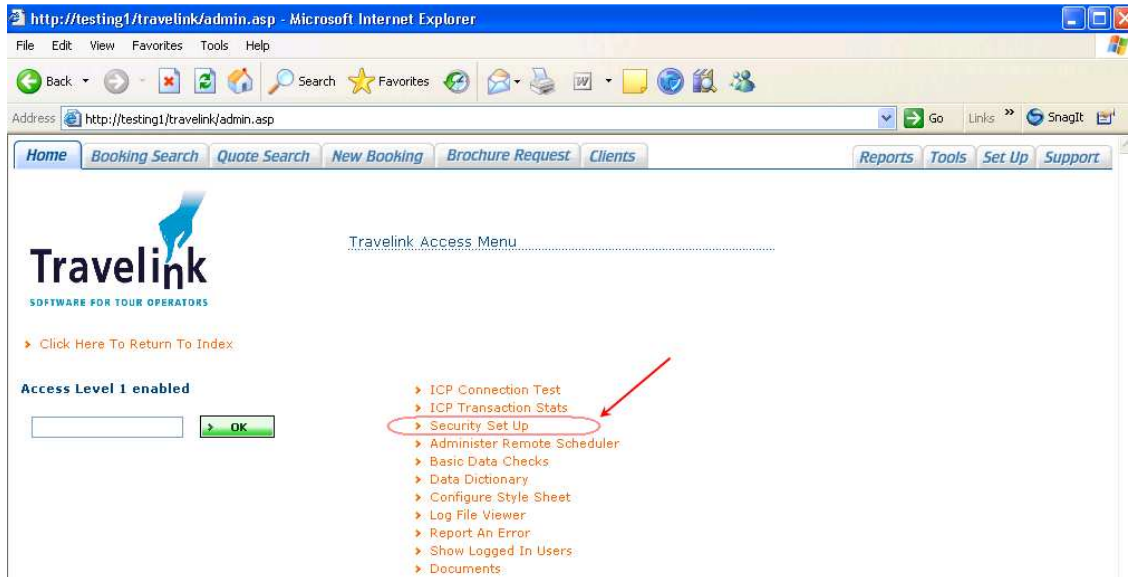 http://testing1/travelink/admin.asp - Microsoft Internet Explorer
File Edit View Favorites Tools Help
Back Search Favorites
Address http://testing1/travelink/admin.asp Go Links » SnagIt
Home Booking Search Quote Search New Booking Brochure Request Clients Reports Tools Set Up Support
Travelink Access Menu
Travelink
SOFTWARE FOR TOUR OPERATORS
Click Here To Return To Index
Access Level 1 enabled
OK
ICP Connection Test
ICP Transaction Stats
Security Set Up
Administer Remote Scheduler
Basic Data Checks
Data Dictionary
Configure Style Sheet
Log File Viewer
Report An Error
Show Logged In Users
Documents